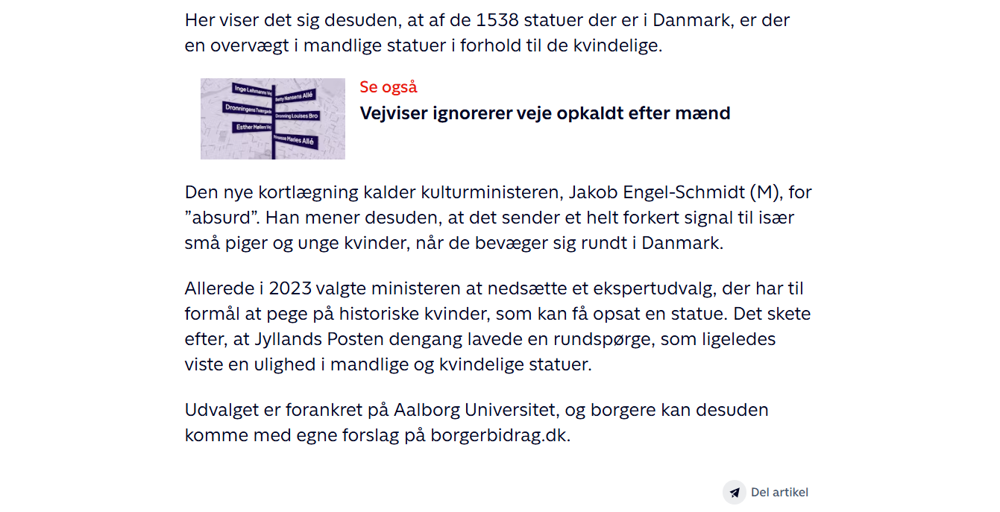 Her viser det sig desuden, at af de 1538 statuer der er i Danmark, er der
en overvægt i mandlige statuer i forhold til de kvindelige.
Inge Lehmanns Vej
Betty Nansens Allé
Dronningens Tværgade
Dronning Louises Bro
Esther Møllers Vej
Prinsesse Maries Allé
Se også
Vejviser ignorerer veje opkaldt efter mænd
Den nye kortlægning kalder kulturministeren, Jakob Engel-Schmidt (M), for
”absurd”. Han mener desuden, at det sender et helt forkert signal til især
små piger og unge kvinder, når de bevæger sig rundt i Danmark.
Allerede i 2023 valgte ministeren at nedsætte et ekspertudvalg, der har til
formål at pege på historiske kvinder, som kan få opsat en statue. Det skete
efter, at Jyllands Posten dengang lavede en rundspørge, som ligeledes
viste en ulighed i mandlige og kvindelige statuer.
Udvalget er forankret på Aalborg Universitet, og borgere kan desuden
komme med egne forslag på borgerbidrag.dk.
Del artikel